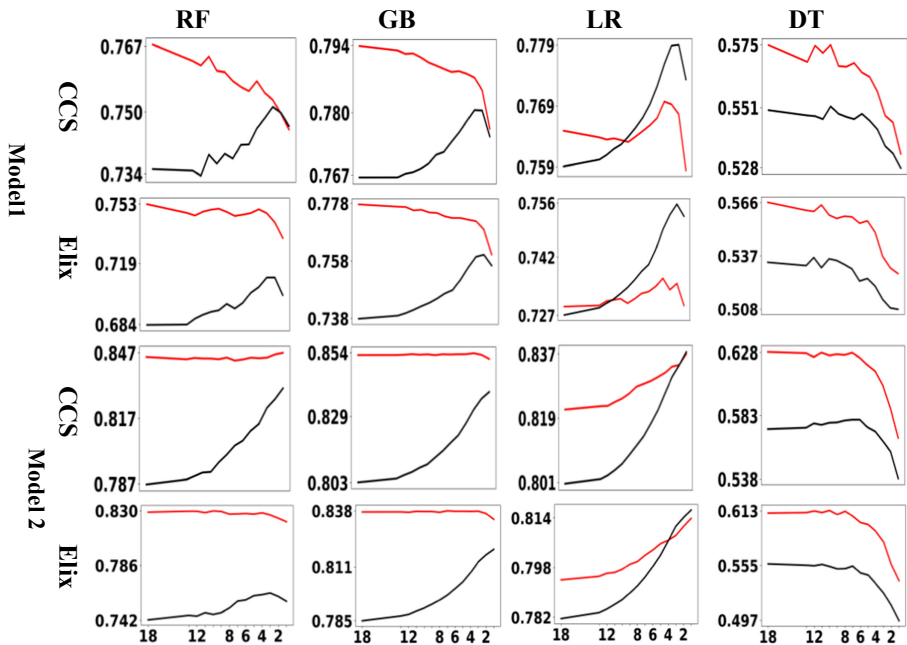 RF GB LR DT
Model1
CCS
0.767 0.794 0.779 0.575
0.750 0.780 0.769 0.551
0.734 0.767 0.759 0.528
Elix
0.753 0.778 0.756 0.566
0.719 0.758 0.742 0.537
0.684 0.738 0.727 0.508
Model 2
CCS
0.847 0.854 0.837 0.628
0.817 0.829 0.819 0.583
0.787 0.803 0.801 0.538
Elix
0.830 0.838 0.814 0.613
0.786 0.811 0.798 0.555
0.742 0.785 0.782 0.497
18 12 8 6 4 2 18 12 8 6 4 2 18 12 8 6 4 2 18 12 8 6 4 2